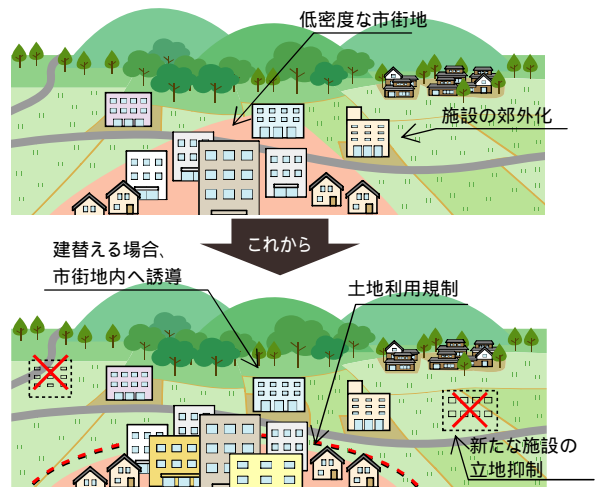 低密度な市街地
施設の郊外化
これから
建替える場合、
市街地内へ誘導
土地利用規制
新たな施設の
立地抑制